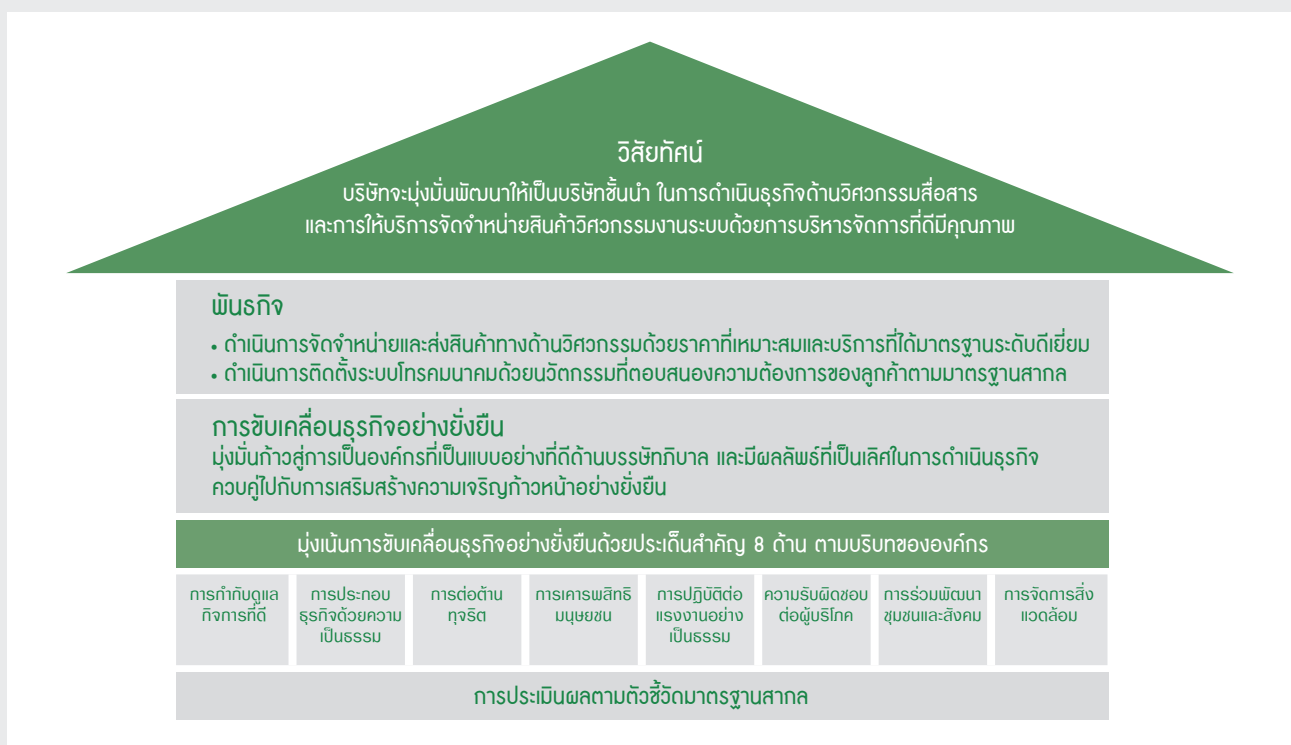 วิสัยทัศน์
บริษัทจะมุ่งมั่นพัฒนาให้เป็นบริษัทชั้นนำ ในการดำเนินธุรกิจด้านวิศวกรรมสื่อสาร
และการให้บริการจัดจำหน่ายสินค้าวิศวกรรมงานระบบด้วยการบริหารจัดการที่ดีมีคุณภาพ
พันธกิจ
• ดำเนินการจัดจำหน่ายและส่งสินค้าทางด้านวิศวกรรมด้วยราคาที่เหมาะสมและบริการที่ได้มาตรฐานระดับดีเยี่ยม
• ดำเนินการติดตั้งระบบโทรคมนาคมด้วยนวัตกรรมที่ตอบสนองความต้องการของลูกค้าตามมาตรฐานสากล
การขับเคลื่อนธุรกิจอย่างยั่งยืน
มุ่งมั่นก้าวสู่การเป็นองค์กรที่เป็นแบบอย่างที่ดีด้านบรรษัทภิบาล และมีผลลัพธ์ที่เป็นเลิศในการดำเนินธุรกิจ
ควบคู่ไปกับการเสริมสร้างความเจริญก้าวหน้าอย่างยั่งยืน
มุ่งเน้นการขับเคลื่อนธุรกิจอย่างยั่งยืนด้วยประเด็นสำคัญ 8 ด้าน ตามบริบทขององค์กร
การกำกับดูแล
กิจการที่ดี
การประกอบ
ธุรกิจด้วยความ
เป็นธรรม
การต่อต้าน
ทุจริต
การเคารพสิทธิ
มนุษยชน
การปฏิบัติต่อ
แรงงานอย่าง
เป็นธรรม
ความรับผิดชอบ
ต่อผู้บริโภค
การร่วมพัฒนา
ชุมชนและสังคม
การจัดการสิ่ง
แวดล้อม
การประเมินผลตามตัวชี้วัดมาตรฐานสากล